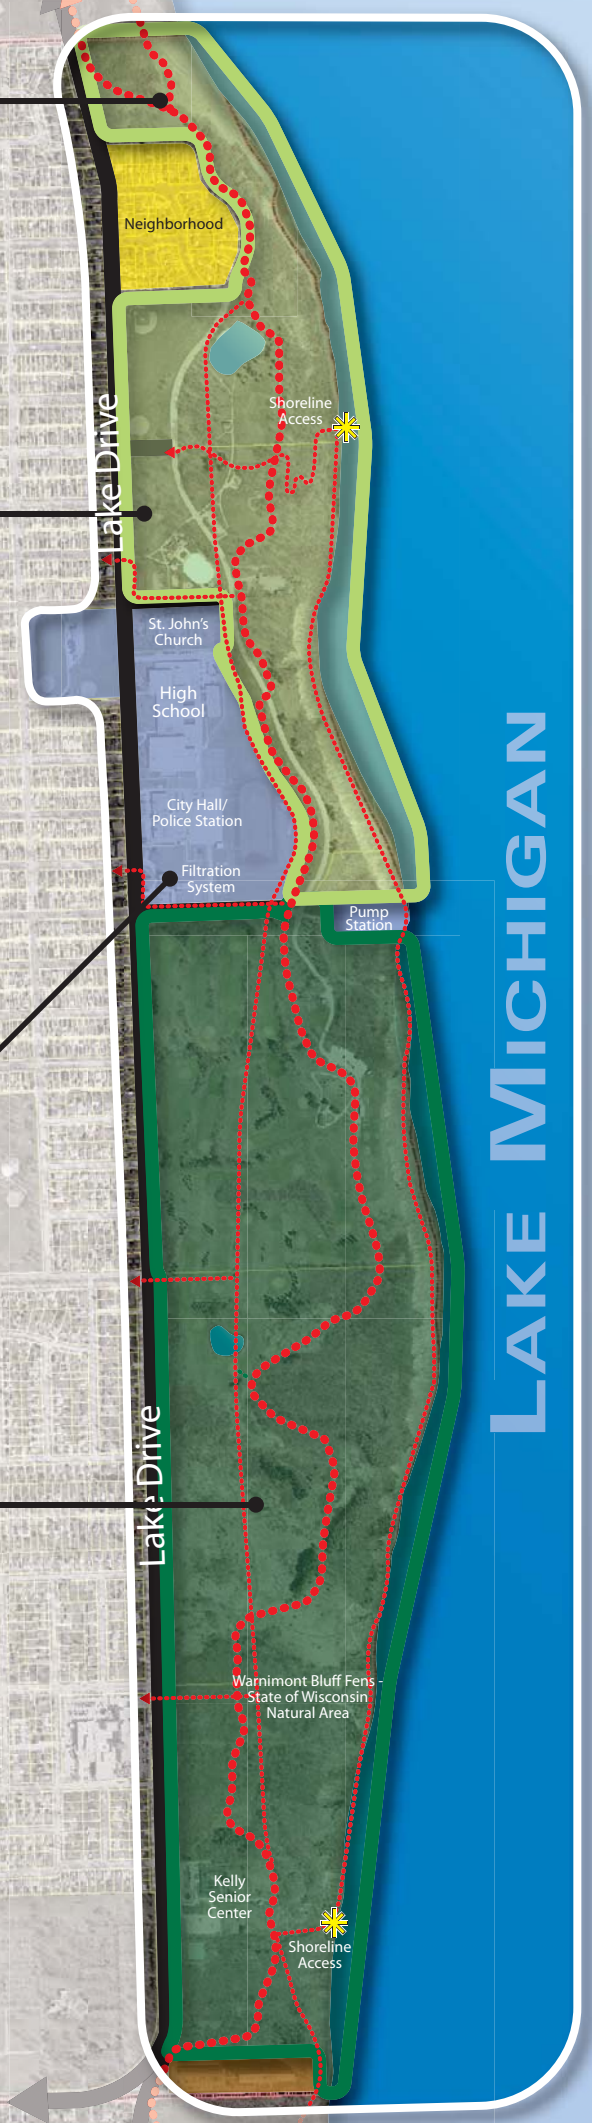 Neighborhood
Shoreline
Access
Lake Drive
St. John's
Church
High
School
City Hall/
Police Station
Filtration
System
Pump
Station
LAKE MICHIGAN
Lake Drive
Warnimont Bluff Fens -
State of Wisconsin
Natural Area
Kelly
Senior
Center
Shoreline
Access